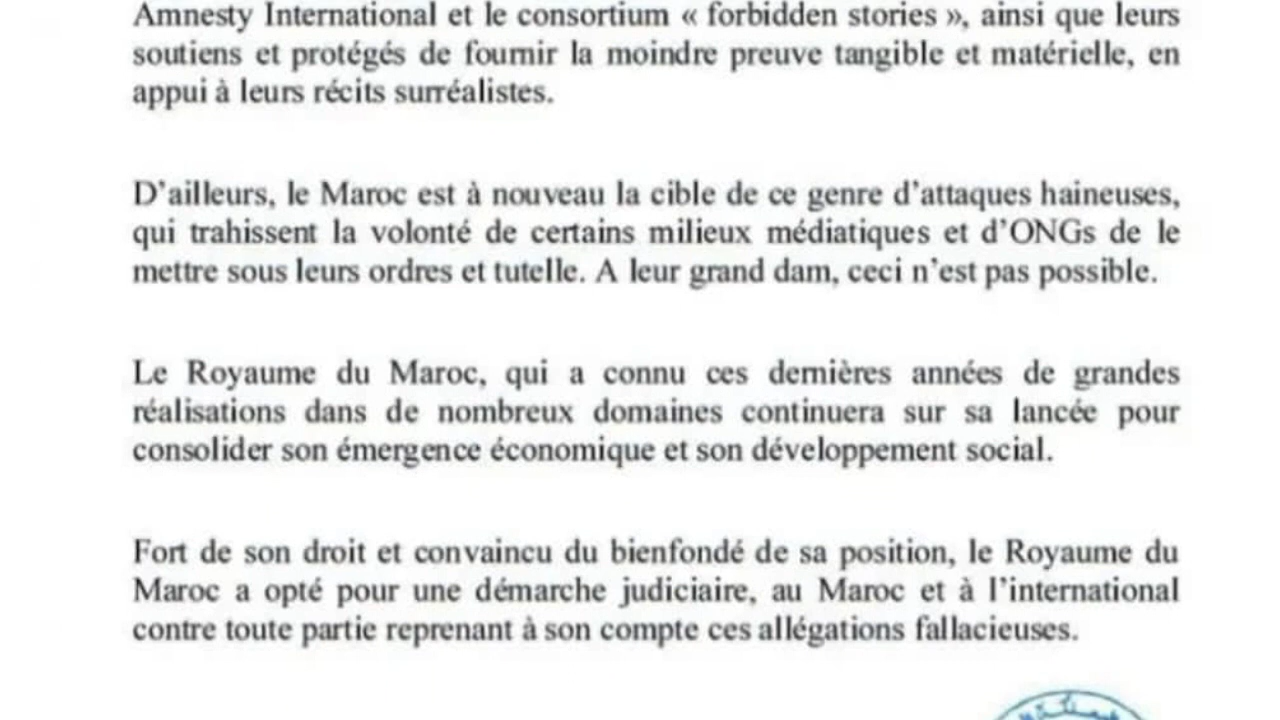 Amnesty International et le consortium « forbidden stories », ainsi que leurs
soutiens et protégés de fournir la moindre preuve tangible et matérielle, en
appui à leurs récits surréalistes.
D'ailleurs, le Maroc est à nouveau la cible de ce genre d'attaques haineuses,
qui trahissent la volonté de certains milieux médiatiques et d'ONGs de le
mettre sous leurs ordres et tutelle. A leur grand dam, ceci n'est pas possible.
Le Royaume du Maroc, qui a connu ces dernières années de grandes
réalisations dans de nombreux domaines continuera sur sa lancée pour
consolider son émergence économique et son développement social.
Fort de son droit et convaincu du bienfondé de sa position, le Royaume du
Maroc a opté pour une démarche judiciaire, au Maroc et à l'international
contre toute partie reprenant à son compte ces allégations fallacieuses.